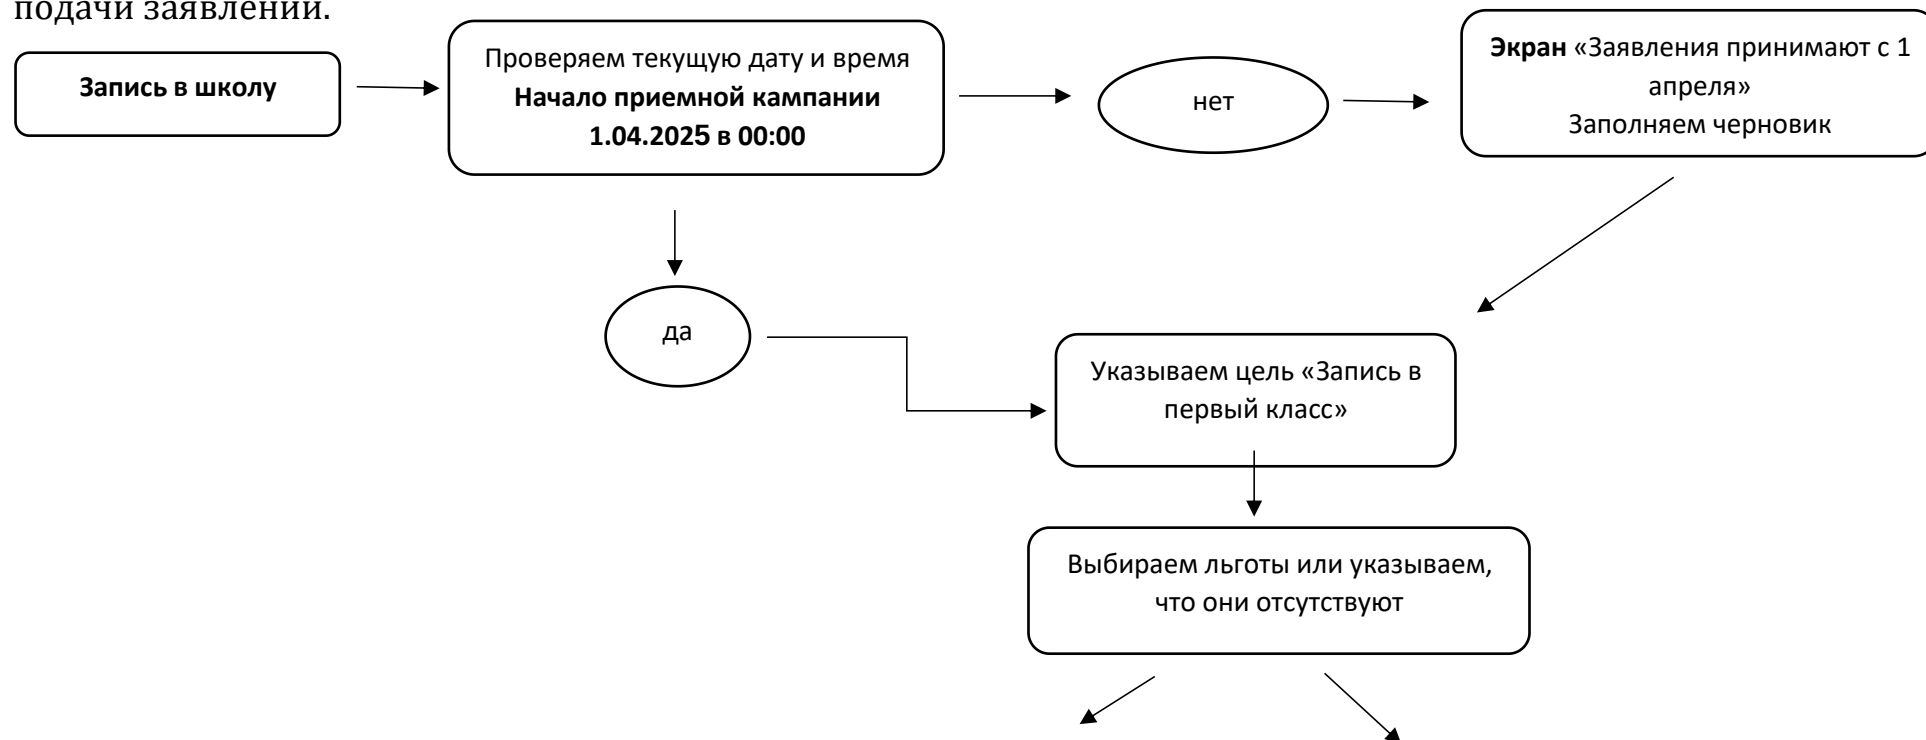 подачи заявлений.
Запись в школу
Проверяем текущую дату и время
Начало приемной кампании
1.04.2025 в 00:00
нет
Экран «Заявления принимают с 1
апреля»
Заполняем черновик
да
Указываем цель «Запись в
первый класс»
Выбираем льготы или указываем,
что они отсутствуют